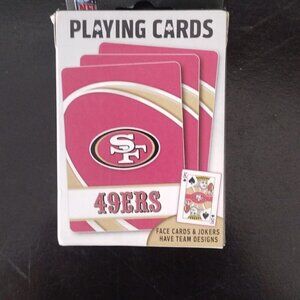 PLAYING CARDS
SF
49ERS
FACE CARDS & JOKERS
HAVE TEAM DESIGNS